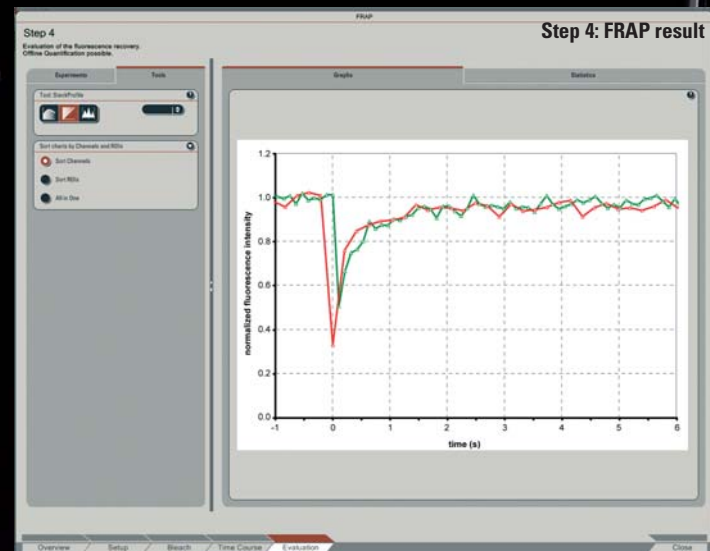 FRAP
Step 4: FRAP result
Step 4
Evaluation of the fluorescence recovery.
Offline Quantification possible.
Experiments
Tools
Tool: StackProfile
Sort charts by Channels and ROIs
Sort Channels
Sort ROIs
All in One
Graphs
Statistics
1.2
1.0
0.8
0.6
0.4
0.2
0.0
normalized fluorescence intensity
-1 0 1 2 3 4 5 6
time (s)
Overview
Setup
Bleach
Time Course
Evaluation
Close